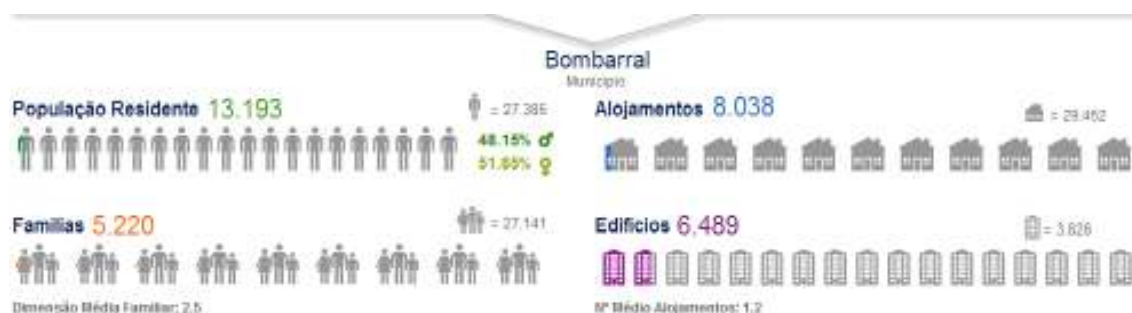 Bombarral
Município
População Residente 13.193
= 27.385
48.15% ♂
51.85% ♀
Alojamentos 8.038
= 29.452
Famílias 5.220
= 27.141
Dimensão Média Familiar: 2.5
Edifícios 6.489
= 3.826
Nº Médio Alojamentos: 1.2